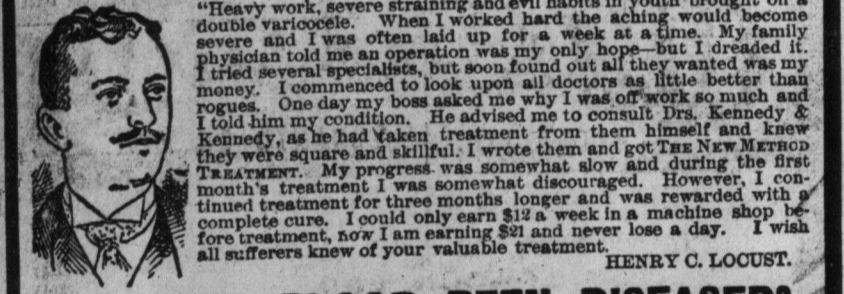 "Heavy work, severe straining and evil habits in youth brought on a
double varicocele. When I worked hard the aching would become
severe and I was often laid up for a week at a time. My family
physician told me an operation was my only hope—but I dreaded it.
I tried several specialists, but soon found out all they wanted was my
money. I commenced to look upon all doctors as little better than
rogues. One day my boss asked me why I was off work so much and
I told him my condition. He advised me to consult Drs. Kennedy &
Kennedy, as he had taken treatment from them himself and knew
they were square and skillful. I wrote them and got THE NEW METHOD
TREATMENT. My progress was somewhat slow and during the first
month's treatment I was somewhat discouraged. However, I con-
tinued treatment for three months longer and was rewarded with a
complete cure. I could only earn $12 a week in a machine shop be-
fore treatment, now I am earning $21 and never lose a day. I wish
all sufferers knew of your valuable treatment.
HENRY C. LOCUST.
BEEN DISEASED?